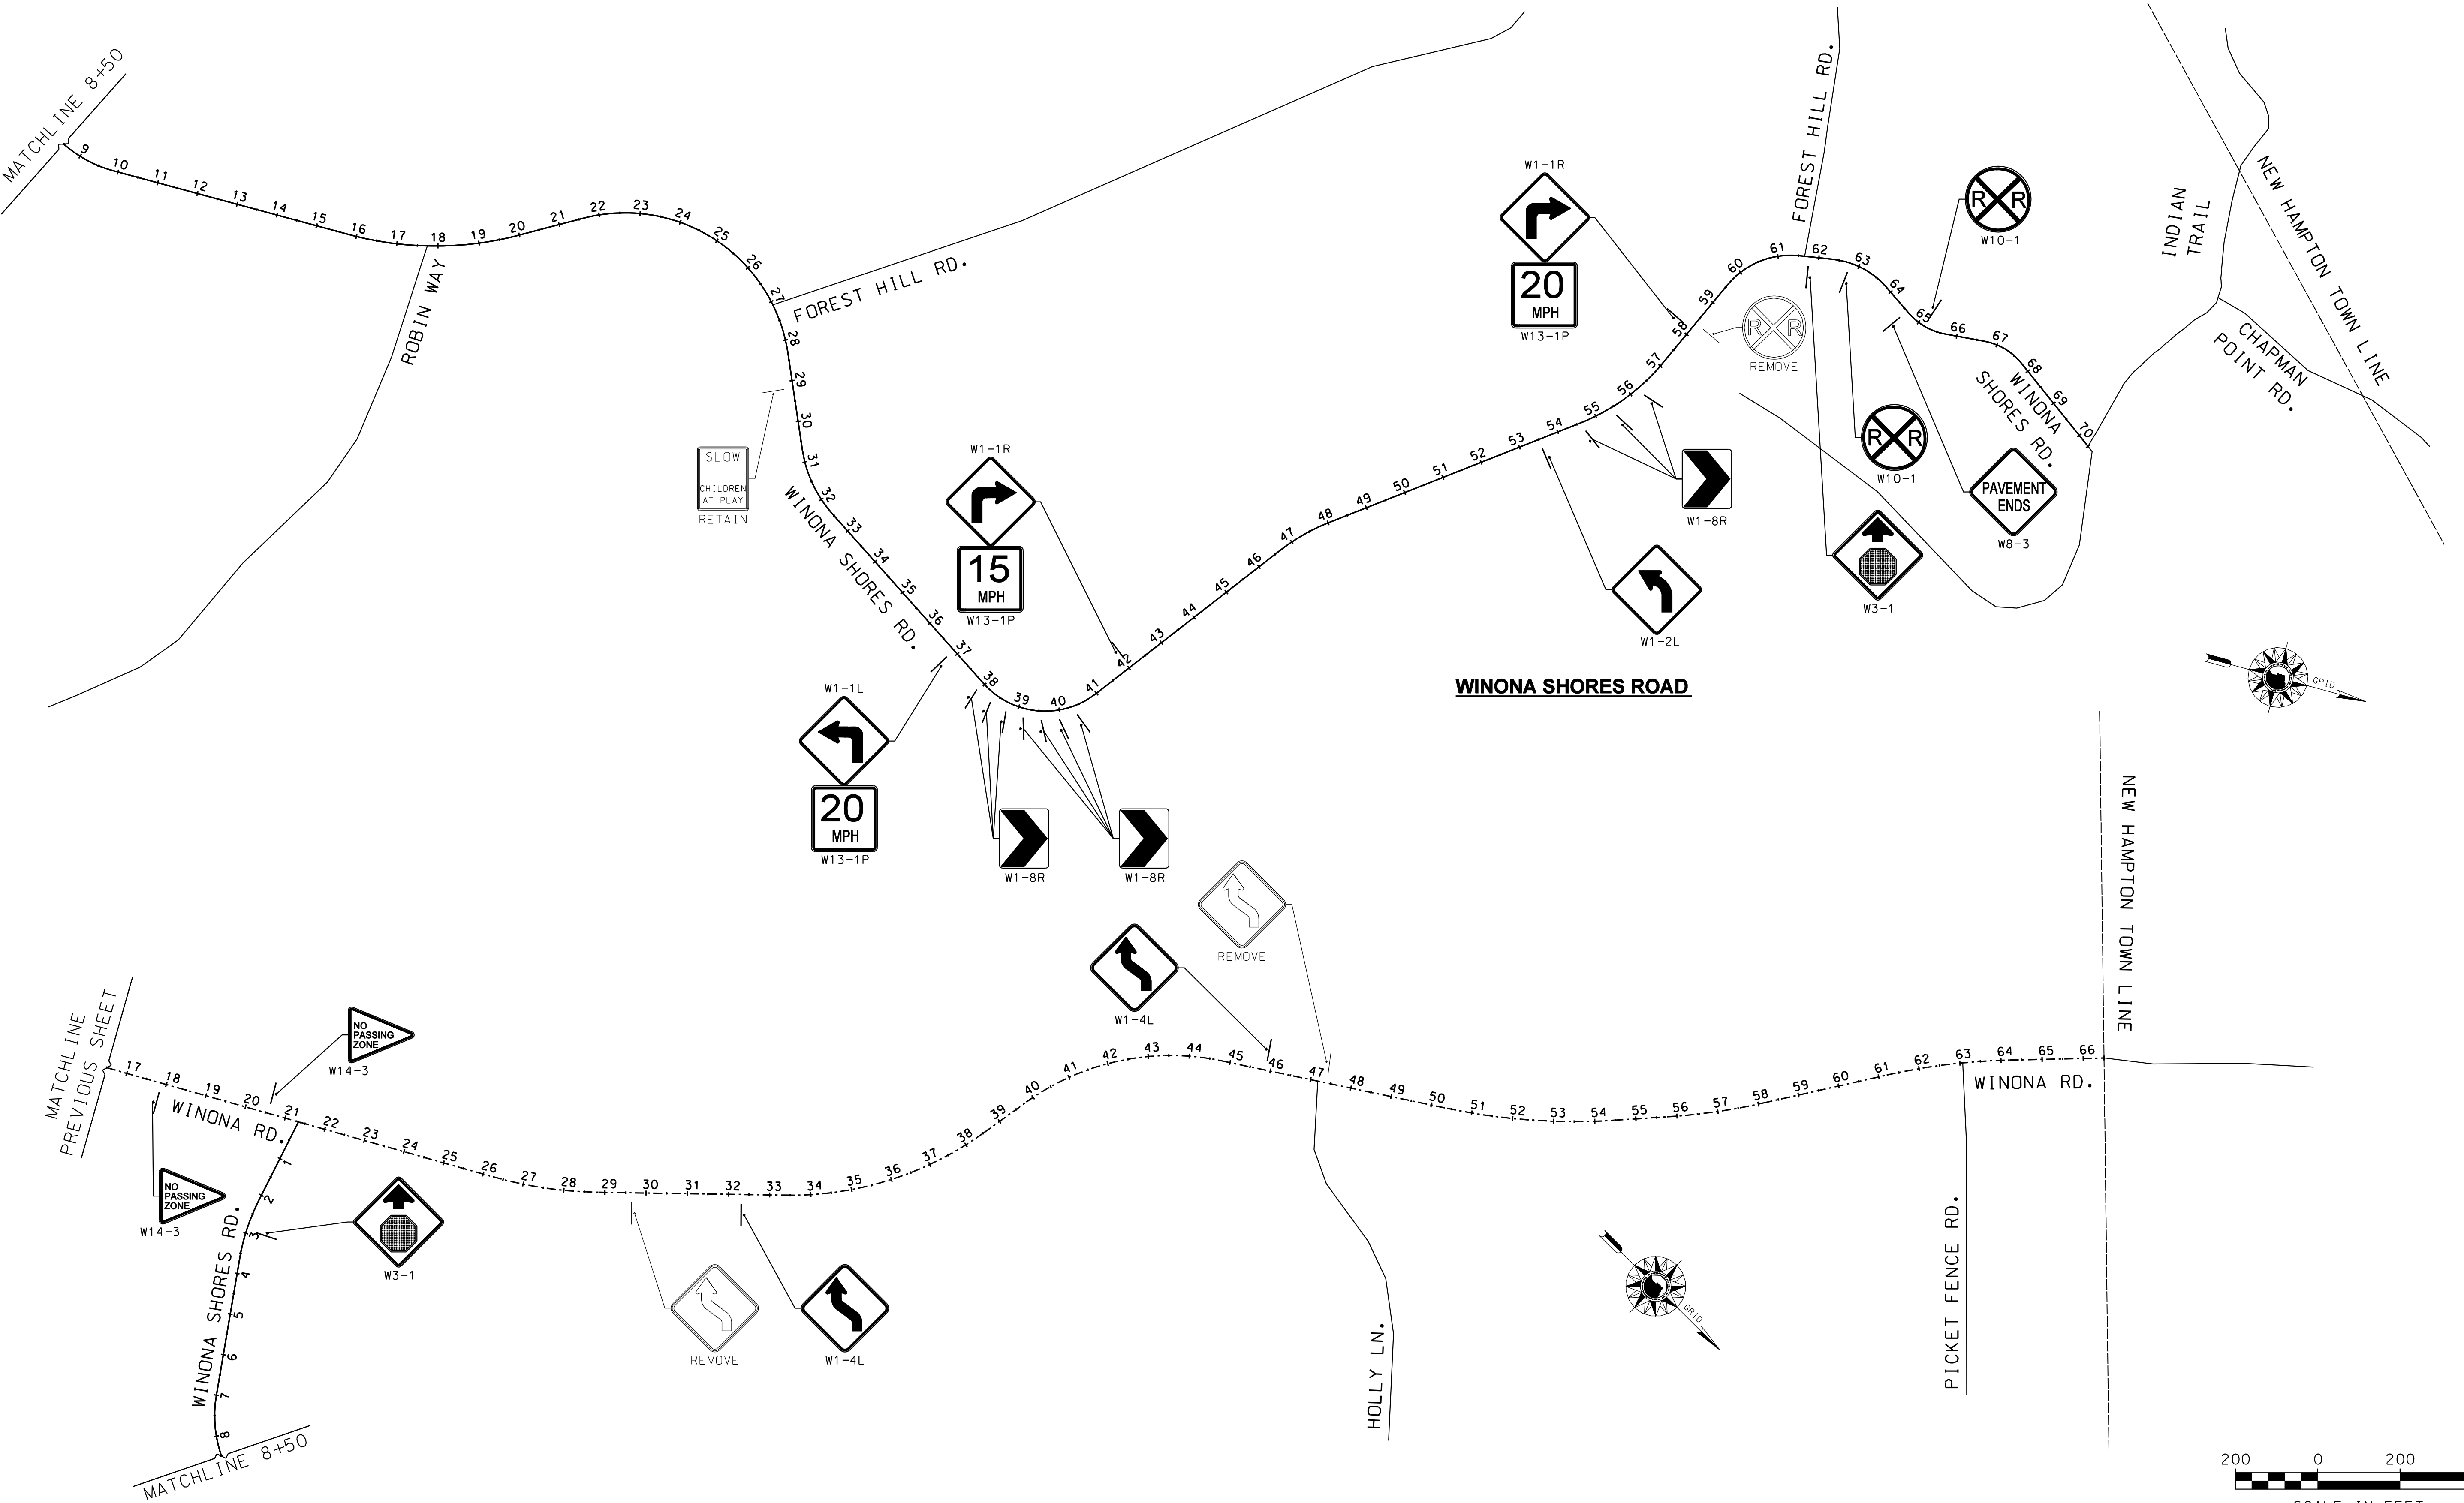 MATCHLINE 8+50
9
10
11
12
13
14
15
16
17
18
19
20
21
22
23
24
25
26
27
28
29
30
31
32
33
34
35
36
37
38
39
40
41
42
43
44
45
46
47
48
49
50
51
52
53
54
55
56
57
58
59
60
61
62
63
64
65
66
67
68
69
70
ROBIN WAY
FOREST HILL RD.
SLOW
CHILDREN
AT PLAY
RETAIN
WINONA SHORES RD.
W1-1R
15
MPH
W13-1P
W1-1L
20
MPH
W13-1P
W1-8R
W1-8R
W1-1R
20
MPH
W13-1P
FOREST HILL RD.
R R
REMOVE
R R
W10-1
R R
W10-1
W1-8R
W1-2L
W3-1
PAVEMENT
ENDS
W8-3
WINONA
SHORES RD.
INDIAN
TRAIL
NEW HAMPTON TOWN LINE
CHAPMAN
POINT RD.
GRID
WINONA SHORES ROAD
NEW HAMPTON TOWN LINE
MATCHLINE
PREVIOUS SHEET
NO
PASSING
ZONE
W14-3
NO
PASSING
ZONE
W14-3
WINONA RD.
17
18
19
20
21
22
23
24
25
26
27
28
29
30
31
32
33
34
35
36
37
38
39
40
41
42
43
44
45
46
47
48
49
50
51
52
53
54
55
56
57
58
59
60
61
62
63
64
65
66
1
2
3
4
5
6
7
8
WINONA SHORES RD.
W3-1
MATCHLINE 8+50
REMOVE
W1-4L
W1-4L
REMOVE
HOLLY LN.
GRID
PICKET FENCE RD.
WINONA RD.
200 0 200
SCALE IN FEET